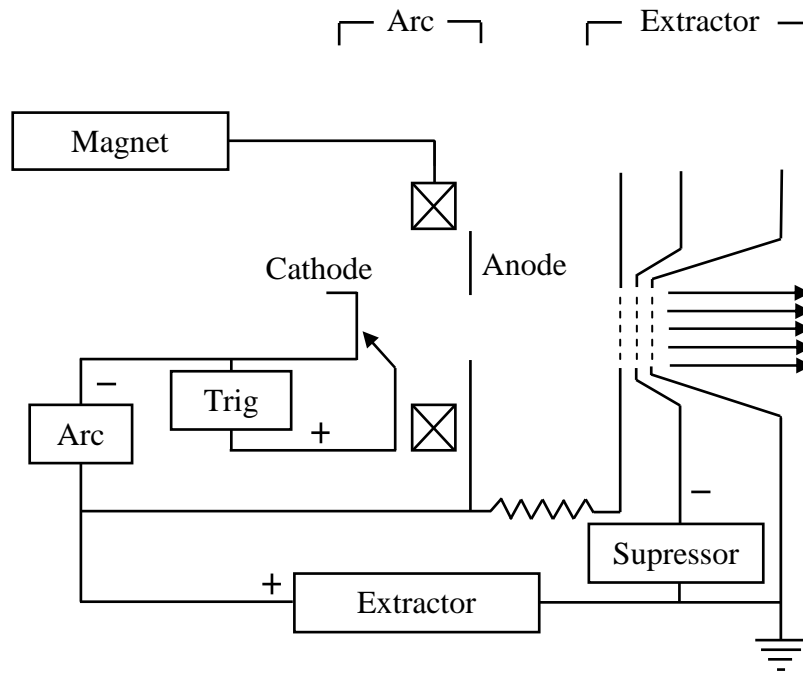 Arc
Extractor
Magnet
Cathode
Anode
−
Trig
+
Arc
−
Supressor
+
Extractor